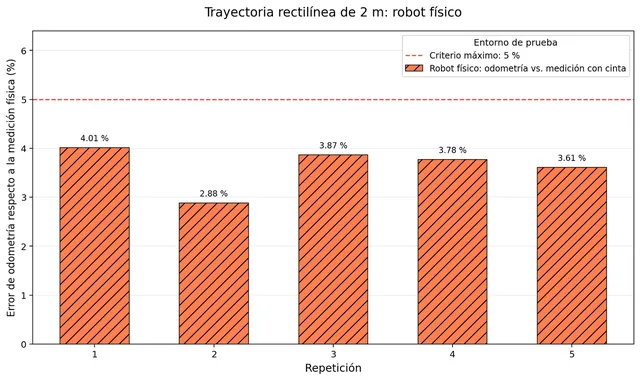 Trayectoria rectilínea de 2 m: robot físico
Error de odometría respecto a la medición física (%)
6
5
4
3
2
1
0
Entorno de prueba
Criterio máximo: 5 %
Robot físico: odometría vs. medición con cinta
4.01 %
2.88 %
3.87 %
3.78 %
3.61 %
1
2
3
4
5
Repetición